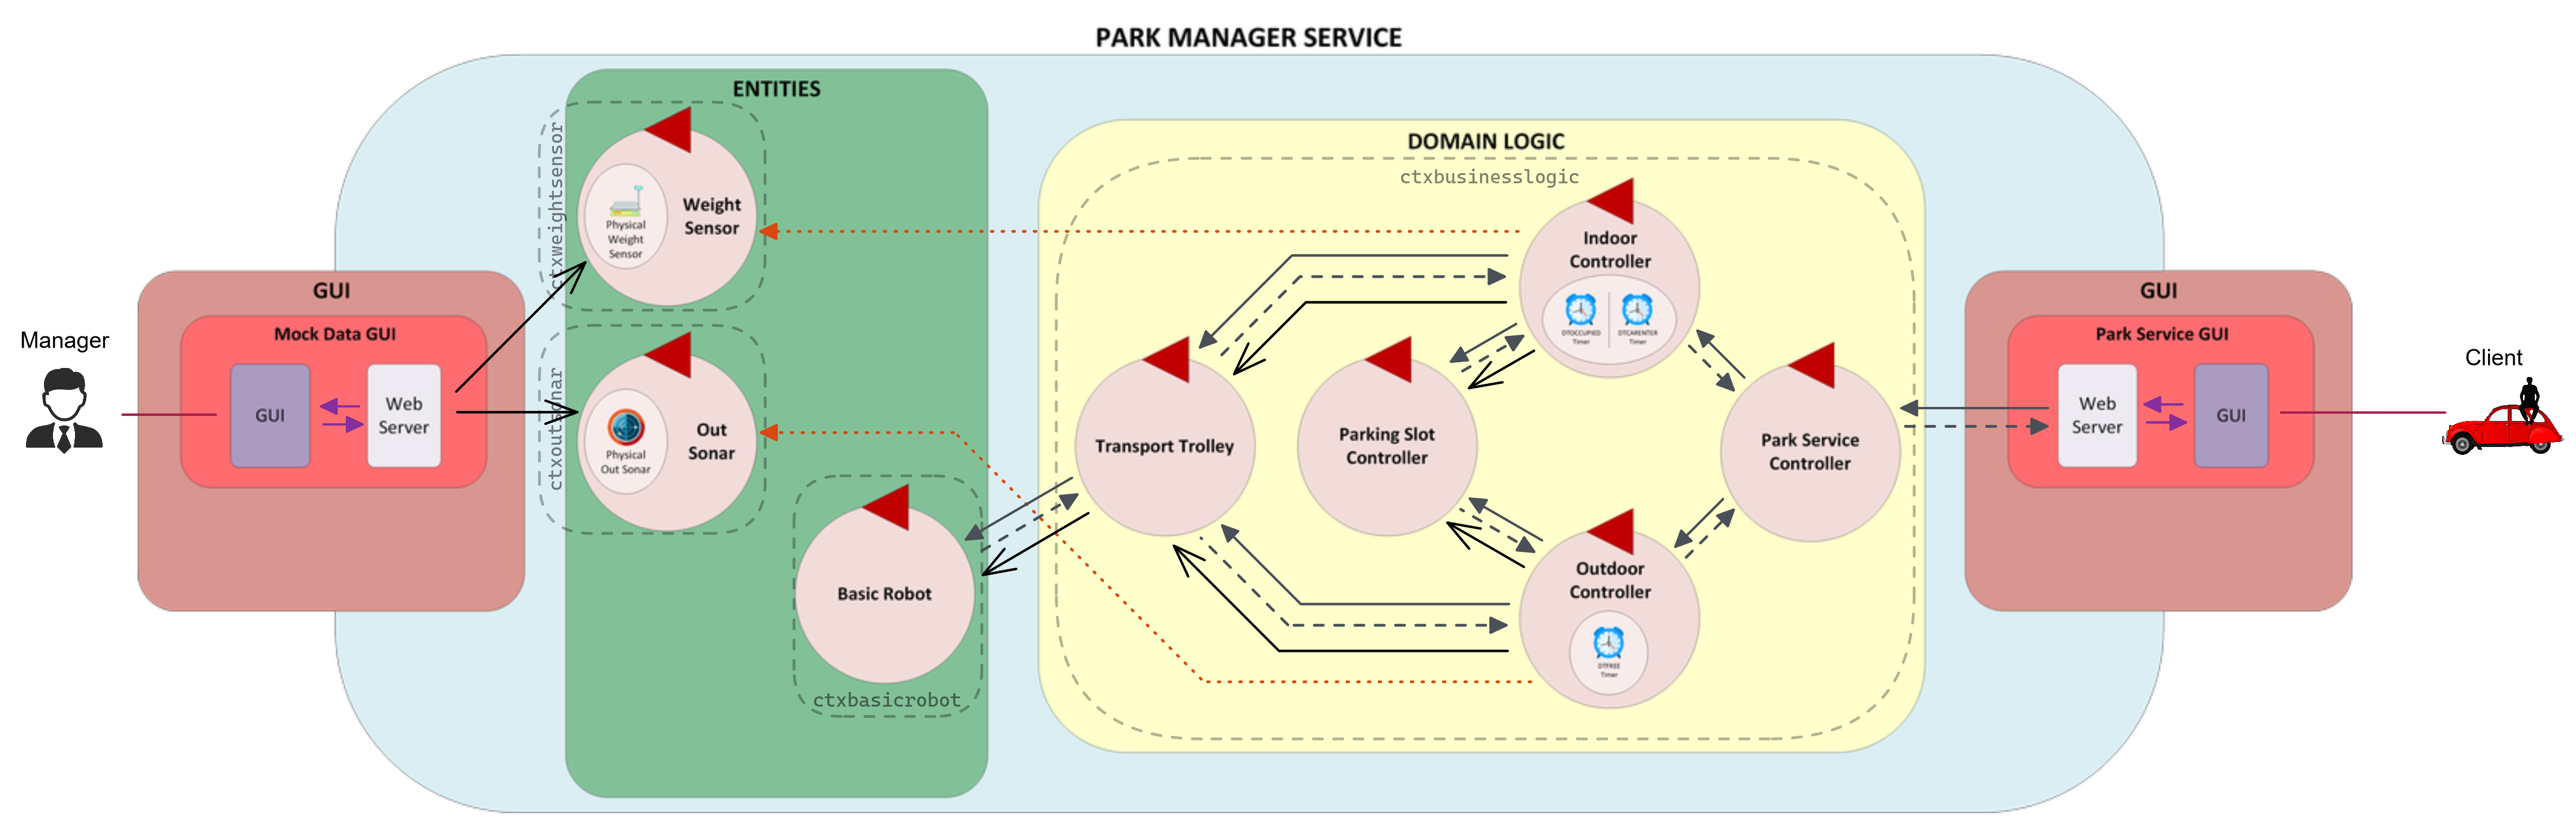 PARK MANAGER SERVICE
Manager
GUI
Mock Data GUI
GUI
Web
Server
ENTITIES
ctxweightsensor
Physical
Weight
Sensor
Weight
Sensor
ctxoutsonar
Physical
Out Sonar
Out
Sonar
Basic Robot
ctxbasicrobot
DOMAIN LOGIC
ctxbusinesslogic
Indoor
Controller
DTOCCUPIED
Timer
DTCARENTER
Timer
Transport Trolley
Parking Slot
Controller
Park Service
Controller
Outdoor
Controller
DTFREE
Timer
GUI
Park Service GUI
Web
Server
GUI
Client